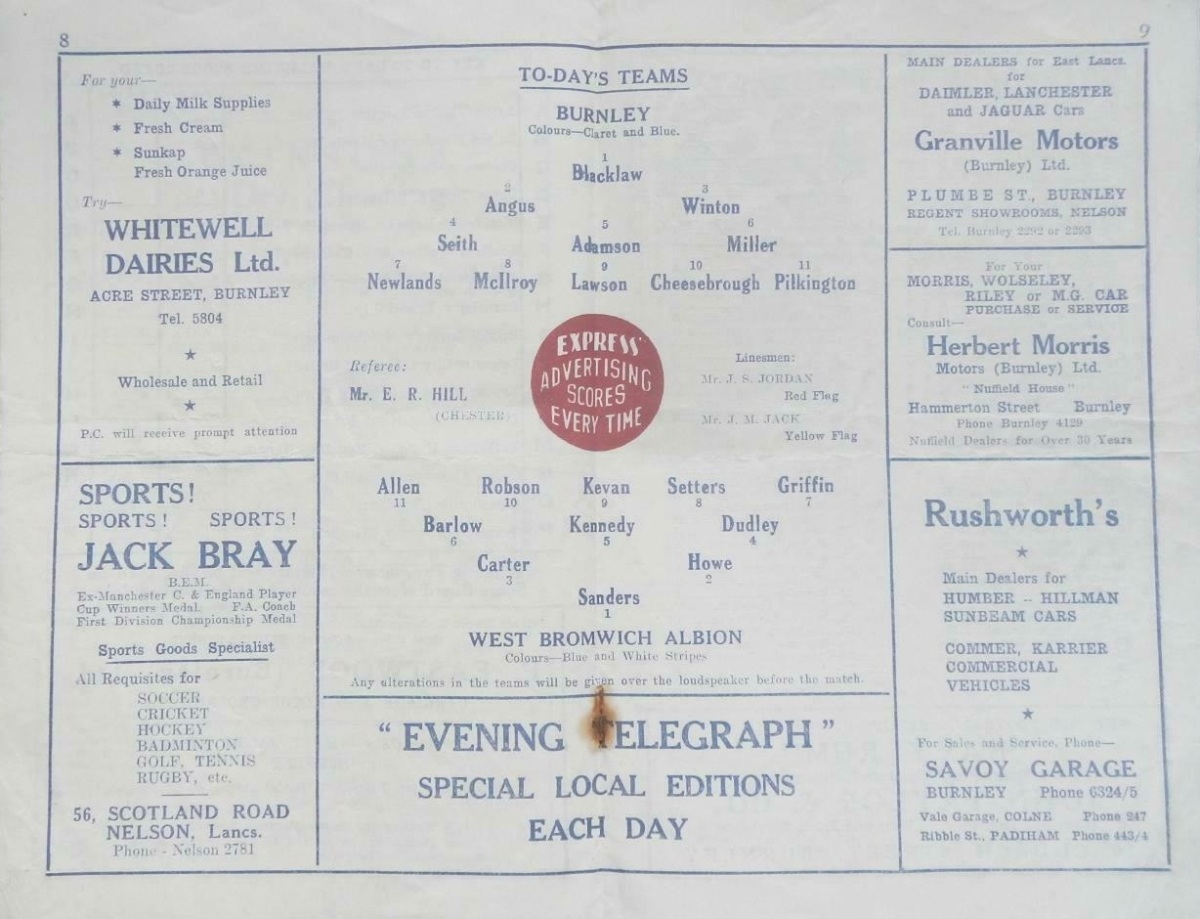 8
9
For your—
* Daily Milk Supplies
* Fresh Cream
* Sunkap
Fresh Orange Juice
Try—
WHITEWELL
DAIRIES Ltd.
ACRE STREET, BURNLEY
Tel. 5804
★
Wholesale and Retail
★
P.C. will receive prompt attention
SPORTS!
SPORTS! SPORTS!
JACK BRAY
B.E.M.
Ex-Manchester C. & England Player
Cup Winners Medal. F.A. Coach
First Division Championship Medal
Sports Goods Specialist
All Requisites for
SOCCER
CRICKET
HOCKEY
BADMINTON
GOLF, TENNIS
RUGBY, etc.
56, SCOTLAND ROAD
NELSON, Lancs.
Phone - Nelson 2781
TO-DAY'S TEAMS
BURNLEY
Colours—Claret and Blue.
1
Blacklaw
2 3
Angus Winton
4 5 6
Seith Adamson Miller
7 8 9 10 11
Newlands McIlroy Lawson Cheesebrough Pilkington
EXPRESS
ADVERTISING
SCORES
EVERY TIME
Referee:
Mr. E. R. HILL
(CHESTER)
Linesmen:
Mr. J. S. JORDAN
Red Flag
Mr. J. M. JACK
Yellow Flag
Allen Robson Kevan Setters Griffin
11 10 9 8 7
Barlow Kennedy Dudley
6 5 4
Carter Howe
3 2
Sanders
1
WEST BROMWICH ALBION
Colours—Blue and White Stripes
Any alterations in the teams will be given over the loudspeaker before the match.
"EVENING TELEGRAPH"
SPECIAL LOCAL EDITIONS
EACH DAY
MAIN DEALERS for East Lancs.
for
DAIMLER, LANCHESTER
and JAGUAR Cars
Granville Motors
(Burnley) Ltd.
PLUMBE ST., BURNLEY
REGENT SHOWROOMS, NELSON
Tel. Burnley 2292 or 2293
For Your
MORRIS, WOLSELEY,
RILEY or M.G. CAR
PURCHASE or SERVICE
Consult—
Herbert Morris
Motors (Burnley) Ltd.
"Nuffield House"
Hammerton Street Burnley
Phone Burnley 4129
Nuffield Dealers for Over 30 Years
Rushworth's
★
Main Dealers for
HUMBER - HILLMAN
SUNBEAM CARS
COMMER, KARRIER
COMMERCIAL
VEHICLES
★
For Sales and Service, Phone—
SAVOY GARAGE
BURNLEY Phone 6324/5
Vale Garage, COLNE Phone 247
Ribble St., PADIHAM Phone 443/4